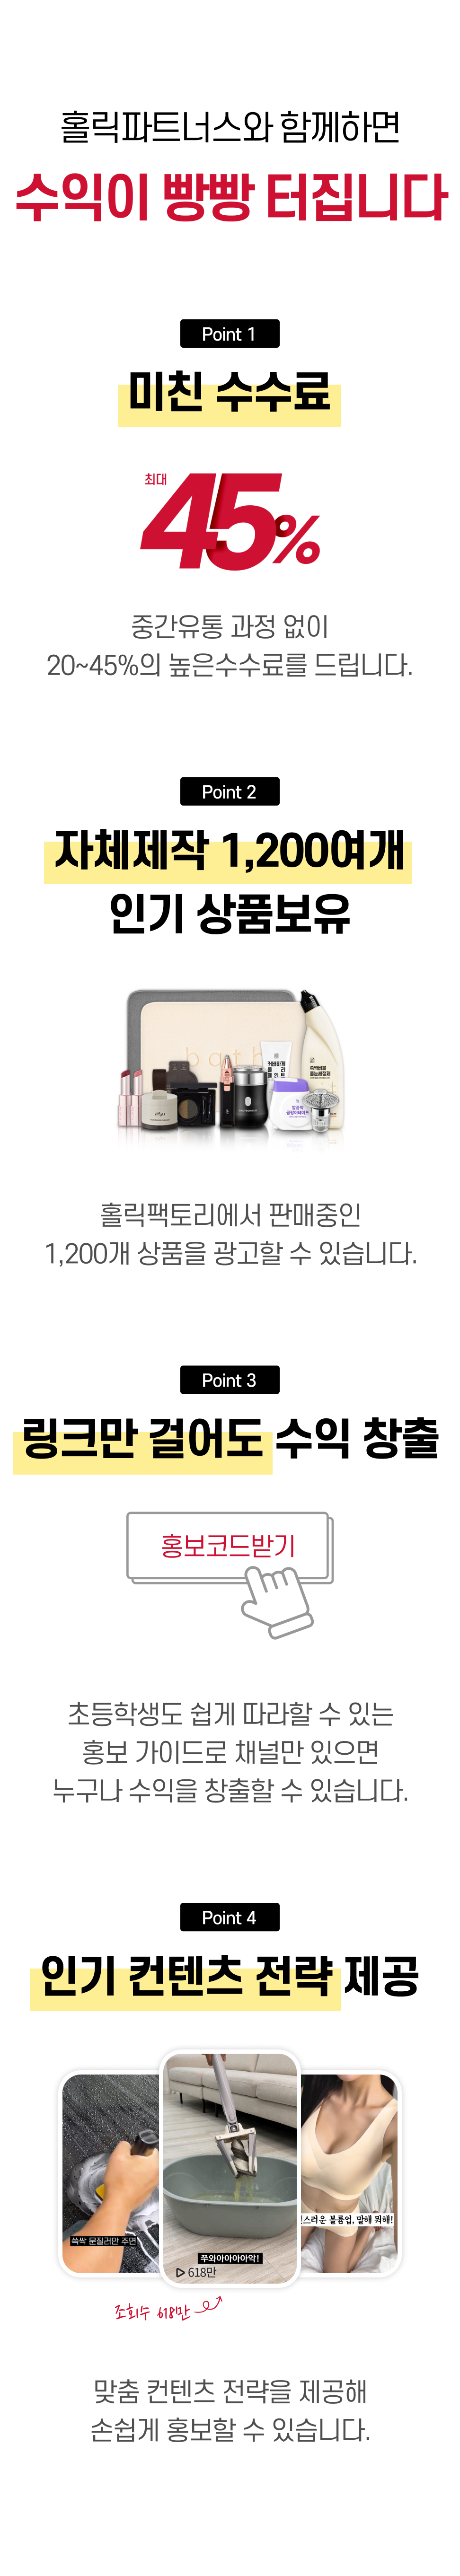 홀릭파트너스와 함께하면
수익이 빵빵 터집니다
Point 1
미친 수수료
최대
45%
중간유통 과정 없이
20~45%의 높은수수료를 드립니다.
Point 2
자체제작 1,200여개
인기 상품보유
bath
홀릭팩토리에서 판매중인
1,200개 상품을 광고할 수 있습니다.
Point 3
링크만 걸어도 수익 창출
홍보코드받기
초등학생도 쉽게 따라할 수 있는
홍보 가이드로 채널만 있으면
누구나 수익을 창출할 수 있습니다.
Point 4
인기 컨텐츠 전략 제공
쓱싹 문질러만 주면
쭈와아아아아악!
618만
스러운 볼륨업, 말해 뭐해!
조회수 618만
맞춤 컨텐츠 전략을 제공해
손쉽게 홍보할 수 있습니다.